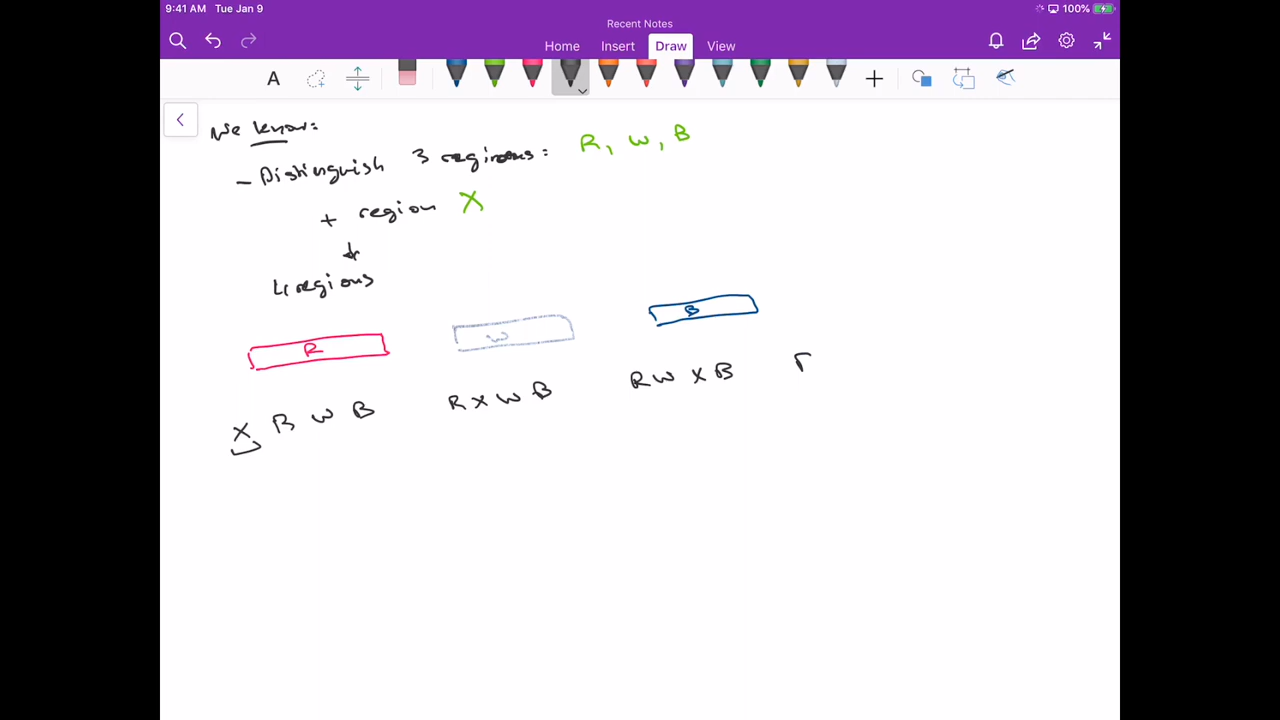 9:41 AM Tue Jan 9
100%
Recent Notes
Home Insert Draw View
A
We know:
- Distinguish 3 regions: R, W, B
+ region X
4 regions
R
W
B
X R W B
R X W B
R W X B